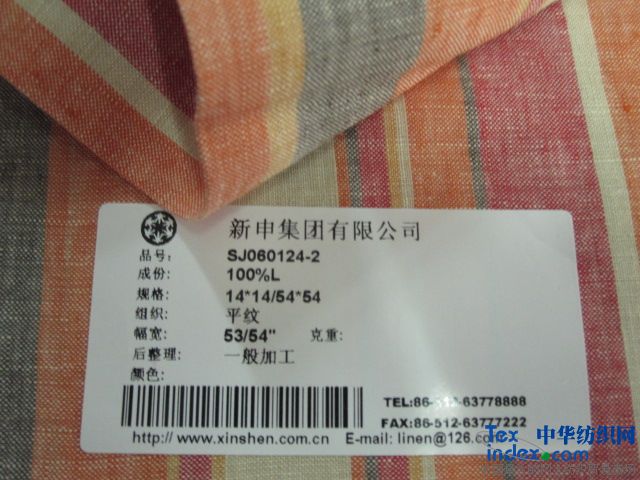 新申集团有限公司
品号: SJ060124-2
成份: 100%L
规格: 14*14/54*54
组织: 平纹
幅宽: 53/54" 克重:
后整理: 一般加工
颜色:
TEL:86-512-63778888
FAX:86-512-63777222
http://www.xinshen.com.cn E-mail: linen@126.co
Tex 中华纺织网
index.com